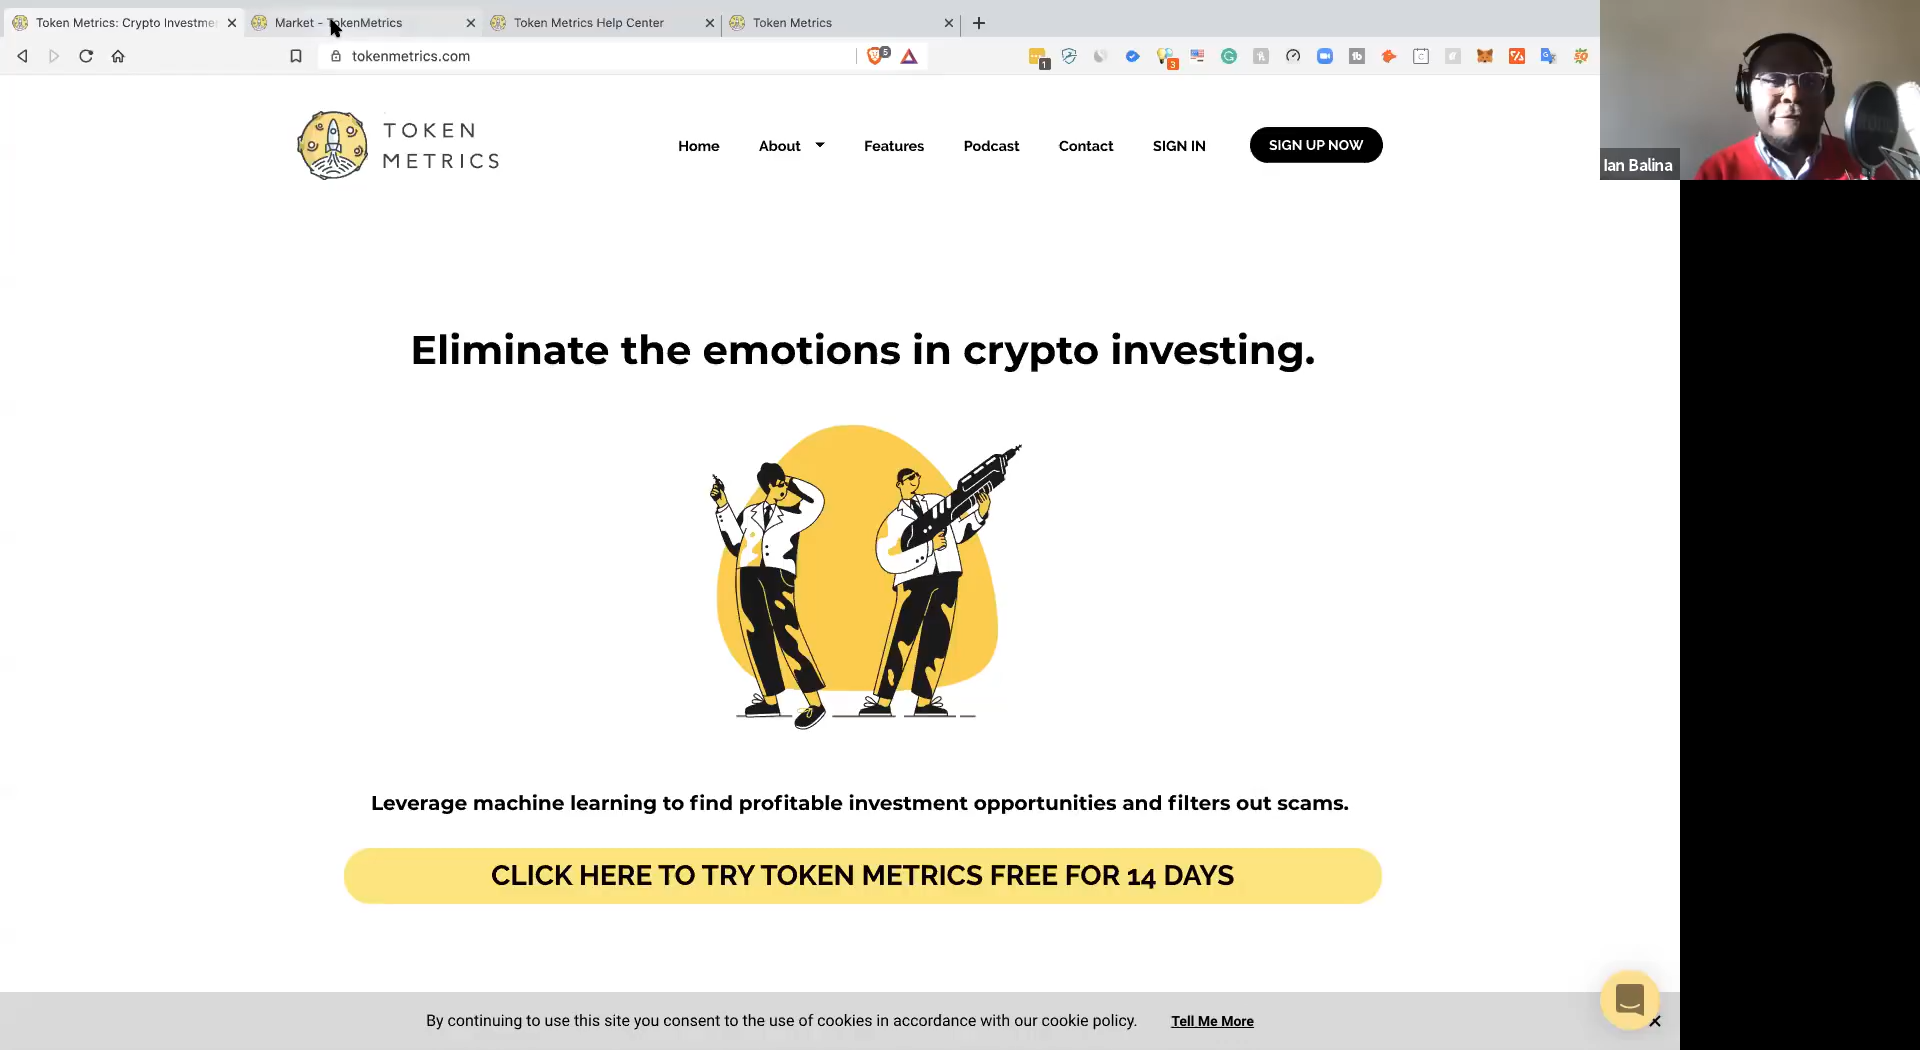 Token Metrics: Crypto Investme
Market - TokenMetrics
Token Metrics Help Center
Token Metrics
tokenmetrics.com
5
1
3
TOKEN
METRICS
Home
About
Features
Podcast
Contact
SIGN IN
SIGN UP NOW
Ian Balina
Eliminate the emotions in crypto investing.
Leverage machine learning to find profitable investment opportunities and filters out scams.
CLICK HERE TO TRY TOKEN METRICS FREE FOR 14 DAYS
By continuing to use this site you consent to the use of cookies in accordance with our cookie policy.
Tell Me More